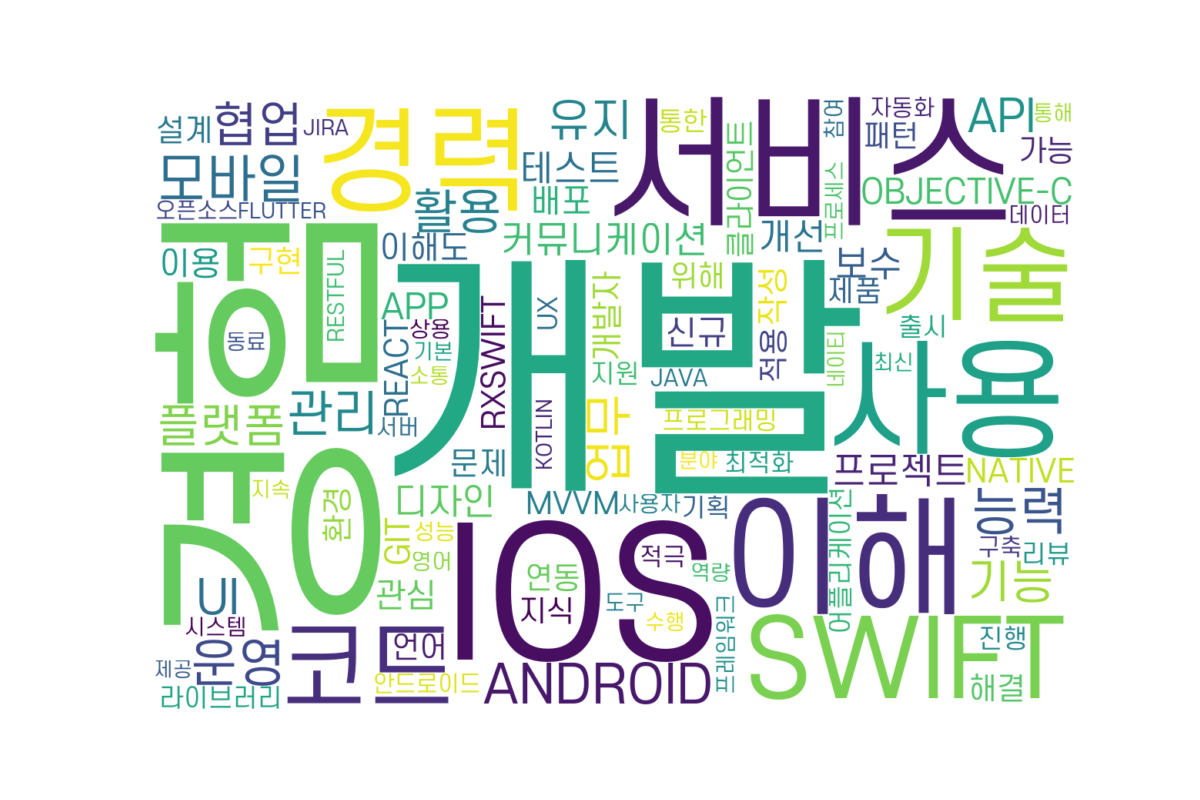 설계
협업
JIRA
경력
유지
통한
서비스
참여
자동화
API
통해
모바일
테스트
클라이언트
패턴
가능
오픈소스
FLUTTER
활용
배포
프로세스
OBJECTIVE-C
데이터
이용
구현
RESTFUL
이해도
커뮤니케이션
개선
보수
기술
경험
동료
APP
개발
개발자
위해
작성
제품
REACT
상용
RXSWIFT
UX
신규
적용
출시
기본
소통
지원
JAVA
네이티
최신
사용
플랫폼
관리
서버
KOTLIN
업무
프로그래밍
문제
분야
최적화
프로젝트
NATIVE
지속
환경
디자인
MVVM
사용자
기획
이해
능력
GIT
성능
영어
IOS
적극
어플리케이션
구축
리뷰
UI
관심
연동
역량
기능
시스템
지식
도구
수행
프레임워크
SWIFT
진행
제공
운영
코드
언어
안드로이드
ANDROID
해결
라이브러리